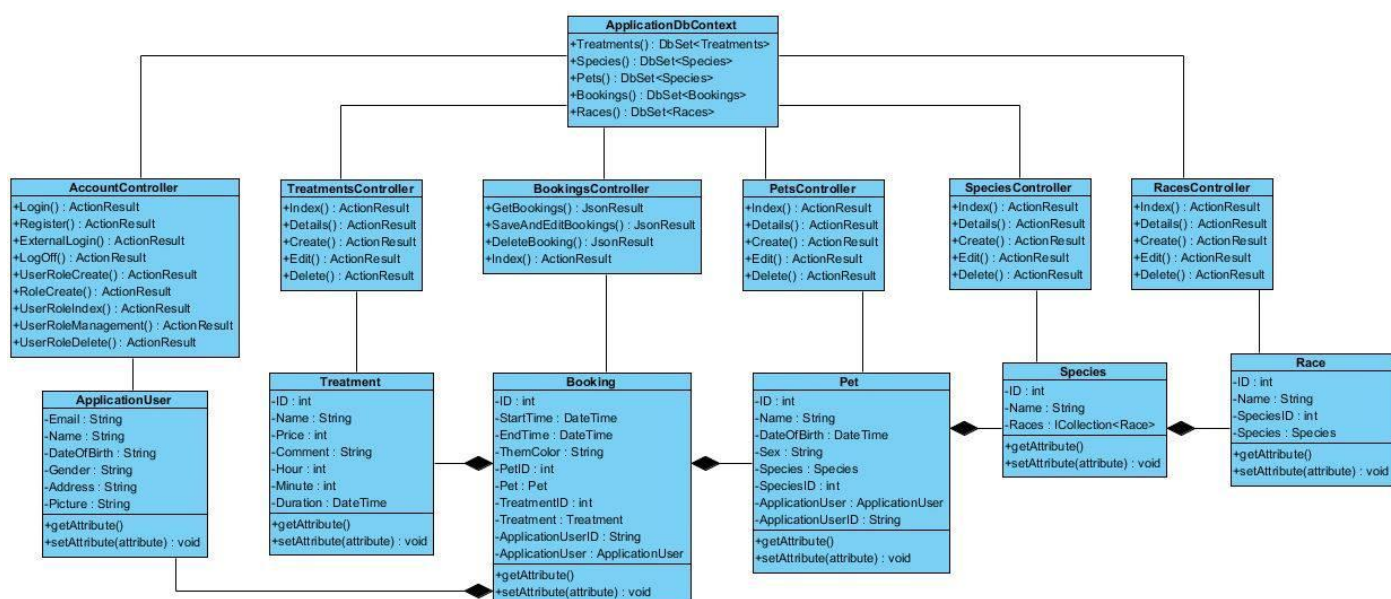 ApplicationDbContext
+Treatments() : DbSet<Treatments>
+Species() : DbSet<Species>
+Pets() : DbSet<Species>
+Bookings() : DbSet<Bookings>
+Races() : DbSet<Races>
AccountController
+Login() : ActionResult
+Register() : ActionResult
+ExternalLogin() : ActionResult
+LogOff() : ActionResult
+UserRoleCreate() : ActionResult
+RoleCreate() : ActionResult
+UserRoleIndex() : ActionResult
+UserRoleManagement() : ActionResult
+UserRoleDelete() : ActionResult
TreatmentsController
+Index() : ActionResult
+Details() : ActionResult
+Create() : ActionResult
+Edit() : ActionResult
+Delete() : ActionResult
BookingsController
+GetBookings() : JsonResult
+SaveAndEditBookings() : JsonResult
+DeleteBooking() : JsonResult
+Index() : ActionResult
PetsController
+Index() : ActionResult
+Details() : ActionResult
+Create() : ActionResult
+Edit() : ActionResult
+Delete() : ActionResult
SpeciesController
+Index() : ActionResult
+Details() : ActionResult
+Create() : ActionResult
+Edit() : ActionResult
+Delete() : ActionResult
RacesController
+Index() : ActionResult
+Details() : ActionResult
+Create() : ActionResult
+Edit() : ActionResult
+Delete() : ActionResult
ApplicationUser
-Email : String
-Name : String
-DateOfBirth : String
-Gender : String
-Address : String
-Picture : String
+getAttribute()
+setAttribute(attribute) : void
Treatment
-ID : int
-Name : String
-Price : int
-Comment : String
-Hour : int
-Minute : int
-Duration : DateTime
+getAttribute()
+setAttribute(attribute) : void
Booking
-ID : int
-StartTime : DateTime
-EndTime : DateTime
-ThemColor : String
-PetID : int
-Pet : Pet
-TreatmentID : int
-Treatment : Treatment
-ApplicationUserID : String
-ApplicationUser : ApplicationUser
+getAttribute()
+setAttribute(attribute) : void
Pet
-ID : int
-Name : String
-DateOfBirth : DateTime
-Sex : String
-Species : Species
-SpeciesID : int
-ApplicationUser : ApplicationUser
-ApplicationUserID : String
+getAttribute()
+setAttribute(attribute) : void
Species
-ID : int
-Name : String
-Races : ICollection<Race>
+getAttribute()
+setAttribute(attribute) : void
Race
-ID : int
-Name : String
-SpeciesID : int
-Species : Species
+getAttribute()
+setAttribute(attribute) : void